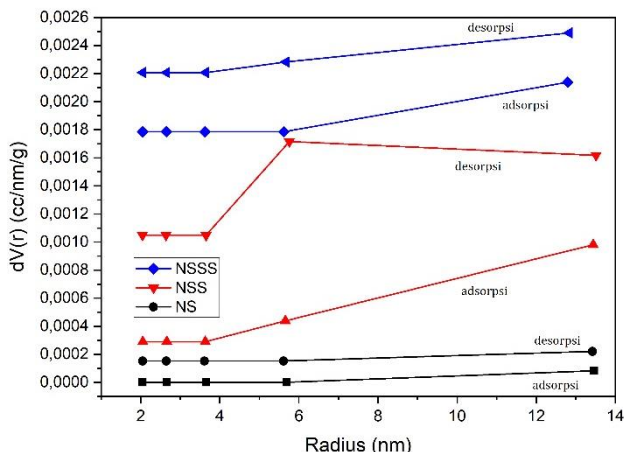 0,0026
0,0024
0,0022
0,0020
0,0018
0,0016
0,0014
0,0012
0,0010
0,0008
0,0006
0,0004
0,0002
0,0000
dV(r) (cc/nm/g)
desorpsi
adsorpsi
desorpsi
adsorpsi
desorpsi
adsorpsi
NSSS
NSS
NS
0 2 4 6 8 10 12 14
Radius (nm)